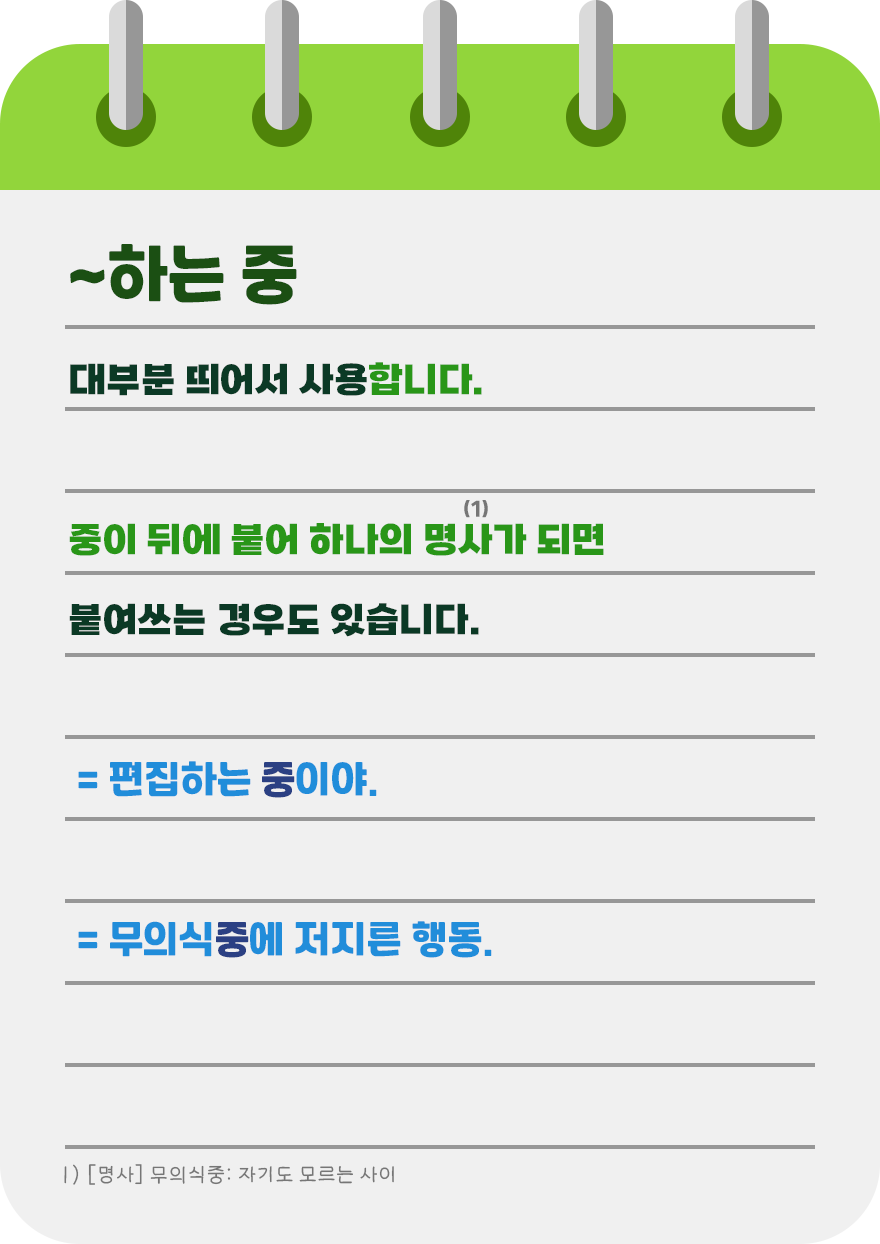 ~하는 중
대부분 띄어서 사용합니다.
(1)
중이 뒤에 붙어 하나의 명사가 되면
붙여쓰는 경우도 있습니다.
= 편집하는 중이야.
= 무의식중에 저지른 행동.
1) [명사] 무의식중: 자기도 모르는 사이